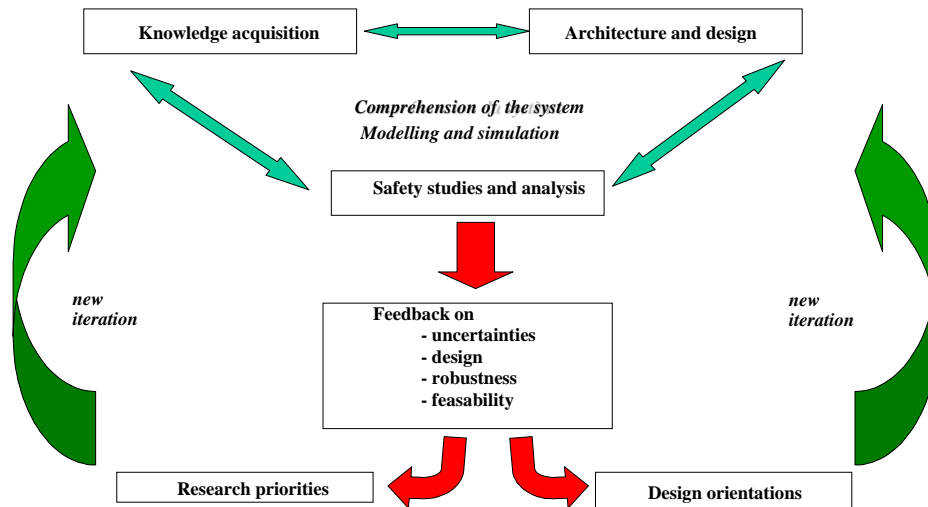 Knowledge acquisition
Architecture and design
Compréhension of the system
Modelling and simulation
Safety studies and analysis
new
iteration
new
iteration
Feedback on
- uncertainties
- design
- robustness
- feasability
Research priorities
Design orientations